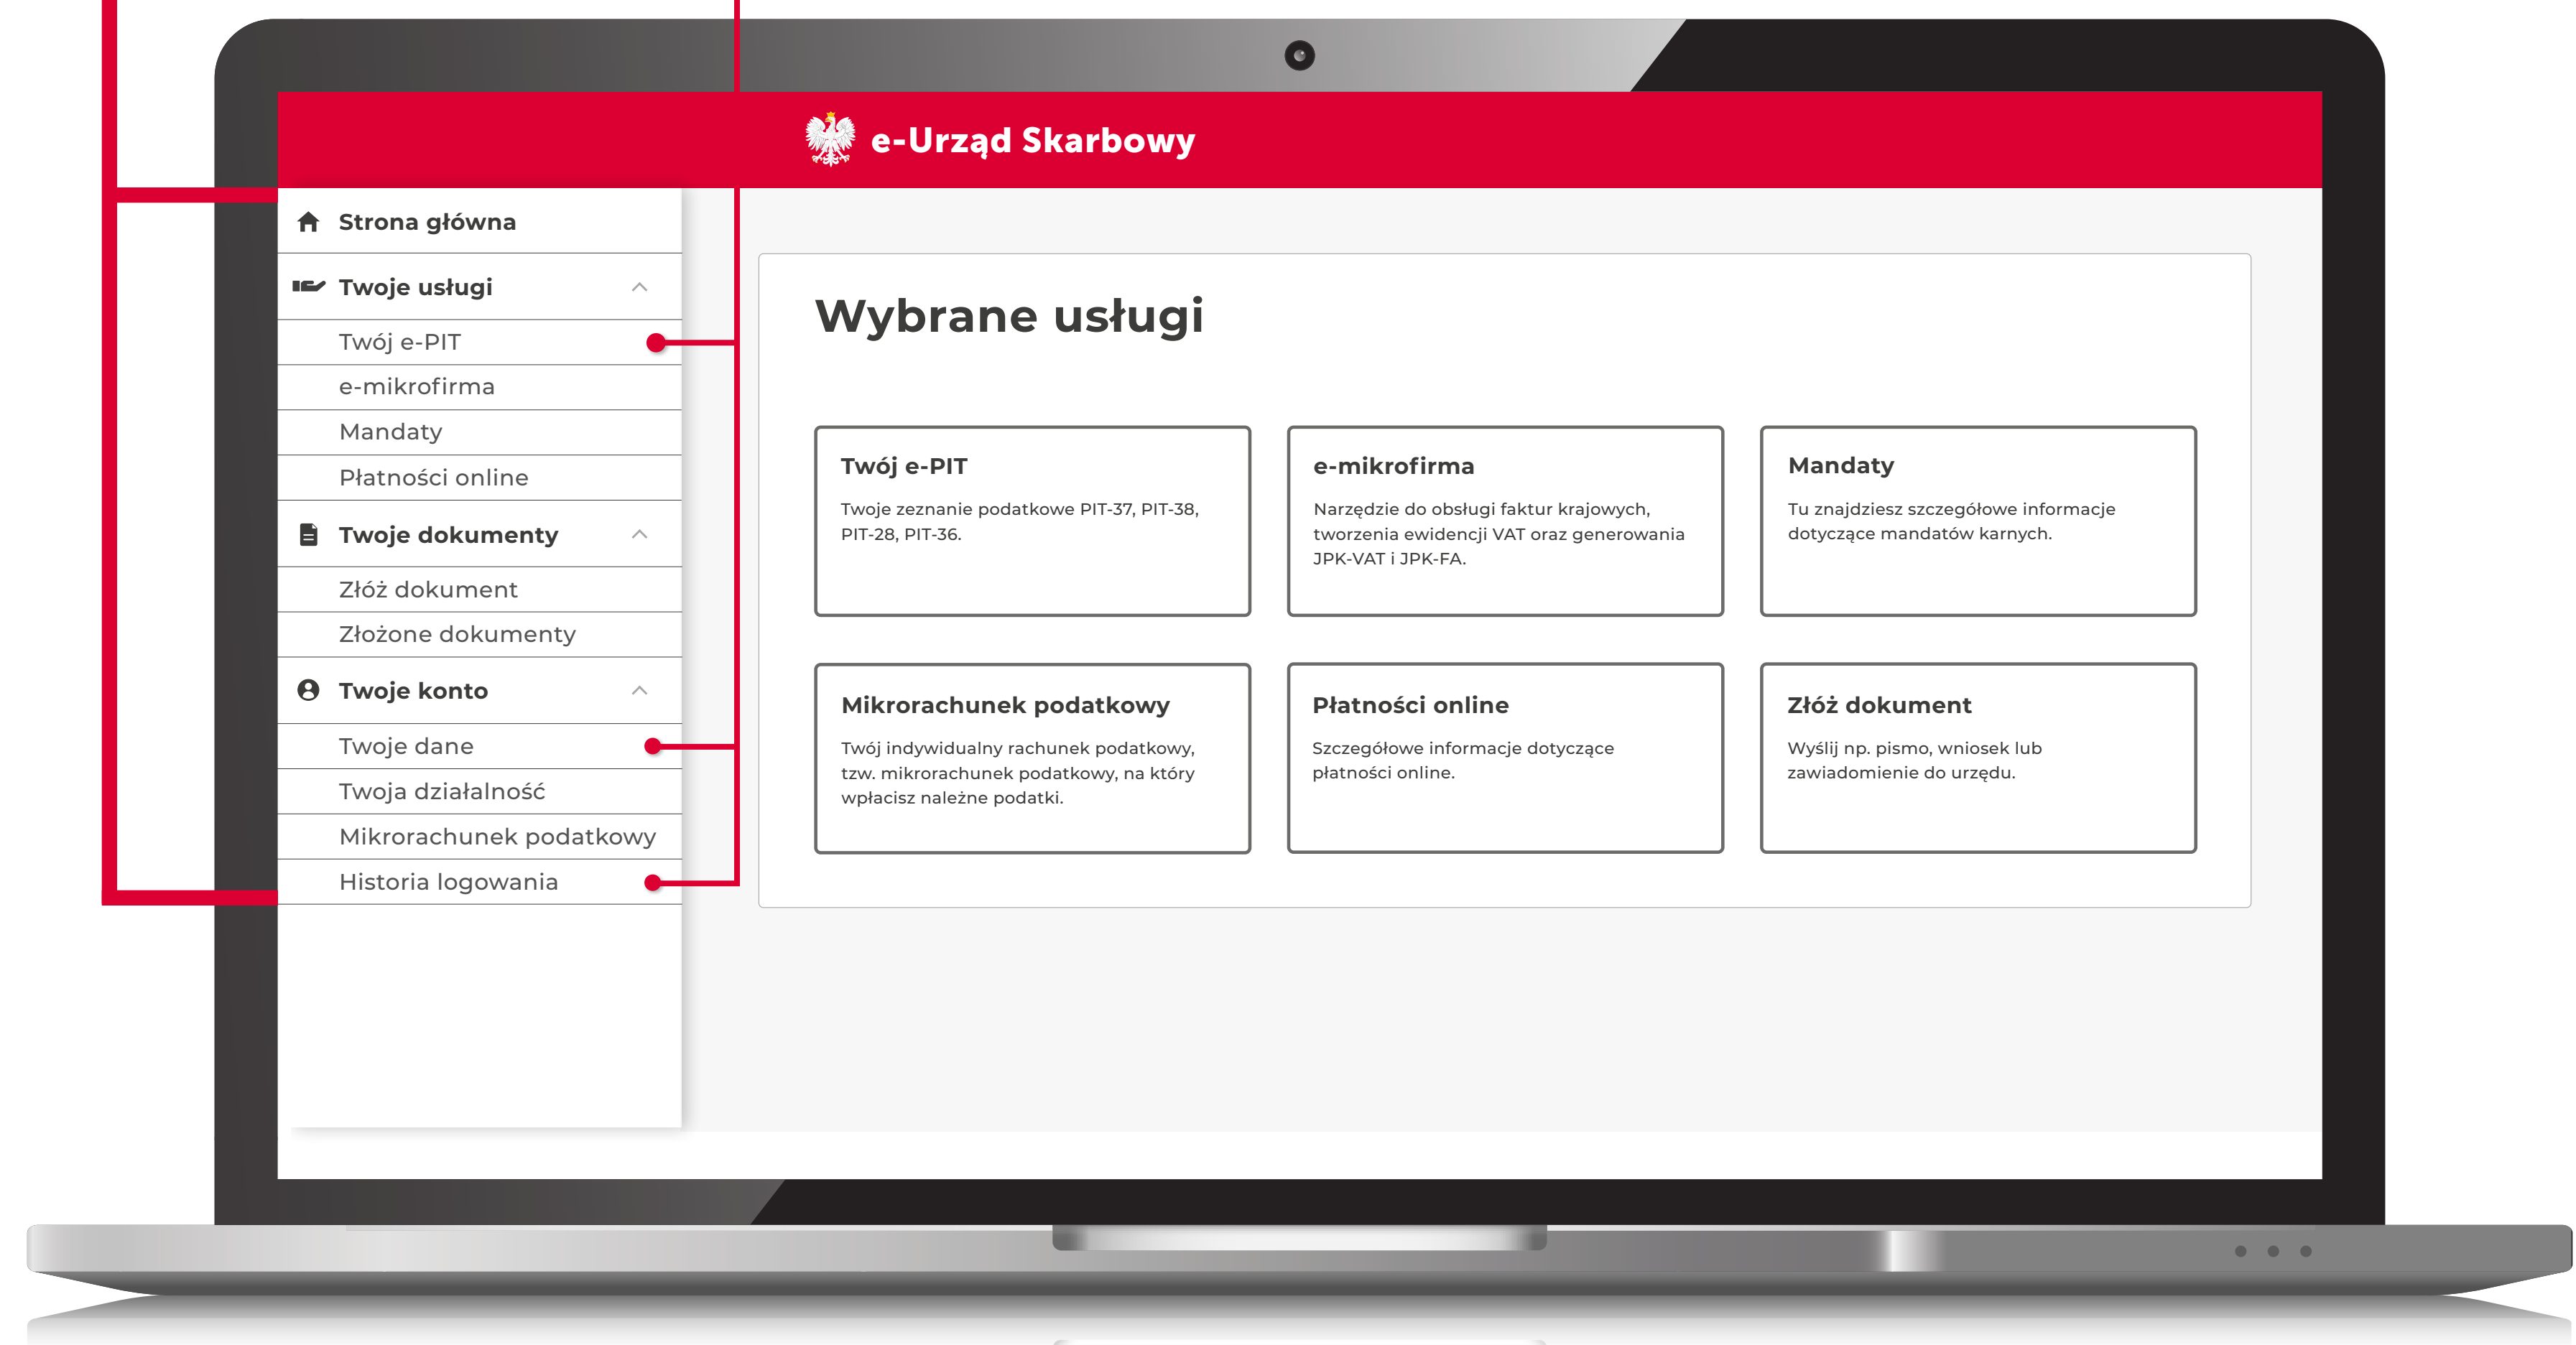 e-Urząd Skarbowy
Strona główna
Twoje usługi
Twój e-PIT
e-mikrofirma
Mandaty
Płatności online
Twoje dokumenty
Złóż dokument
Złożone dokumenty
Twoje konto
Twoje dane
Twoja działalność
Mikrorachunek podatkowy
Historia logowania
Wybrane usługi
Twój e-PIT
Twoje zeznanie podatkowe PIT-37, PIT-38,
PIT-28, PIT-36.
e-mikrofirma
Narzędzie do obsługi faktur krajowych,
tworzenia ewidencji VAT oraz generowania
JPK-VAT i JPK-FA.
Mandaty
Tu znajdziesz szczegółowe informacje
dotyczące mandatów karnych.
Mikrorachunek podatkowy
Twój indywidualny rachunek podatkowy,
tzw. mikrorachunek podatkowy, na który
wpłacisz należne podatki.
Płatności online
Szczegółowe informacje dotyczące
płatności online.
Złóż dokument
Wyślij np. pismo, wniosek lub
zawiadomienie do urzędu.